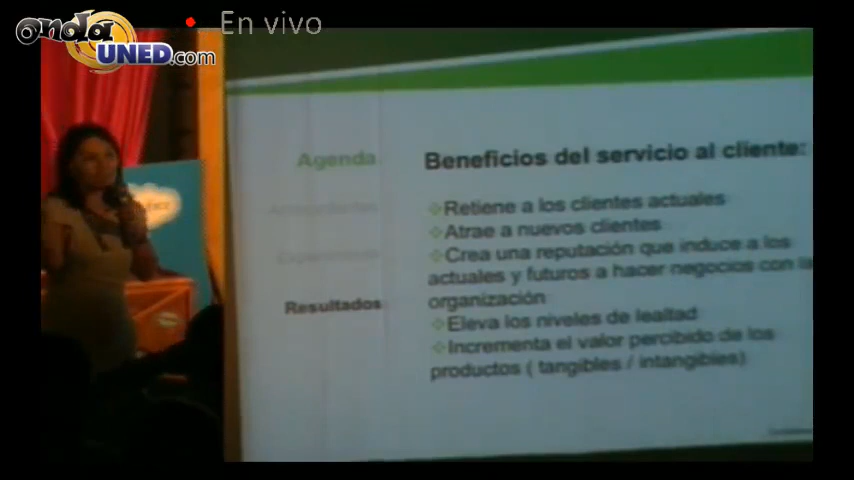 onda
UNED.com
En vivo
Agenda
Resultados
Beneficios del servicio al cliente:
Retiene a los clientes actuales
Atrae a nuevos clientes
Crea una reputación que induce a los
actuales y futuros a hacer negocios con la
organización
Eleva los niveles de lealtad
Incrementa el valor percibido de los
productos ( tangibles / intangibles)